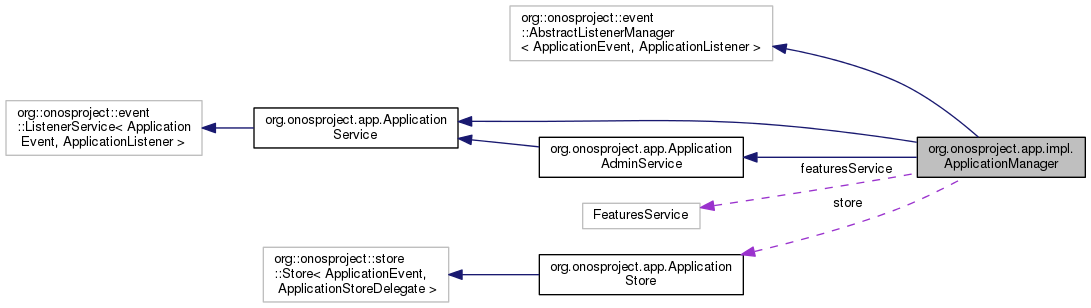 org::onosproject::event
::AbstractListenerManager
< ApplicationEvent, ApplicationListener >
org::onosproject::event
::ListenerService< Application
Event, ApplicationListener >
org.onosproject.app.Application
Service
org.onosproject.app.Application
AdminService
org.onosproject.app.impl.
ApplicationManager
featuresService
FeaturesService
store
org::onosproject::store
::Store< ApplicationEvent,
ApplicationStoreDelegate >
org.onosproject.app.Application
Store